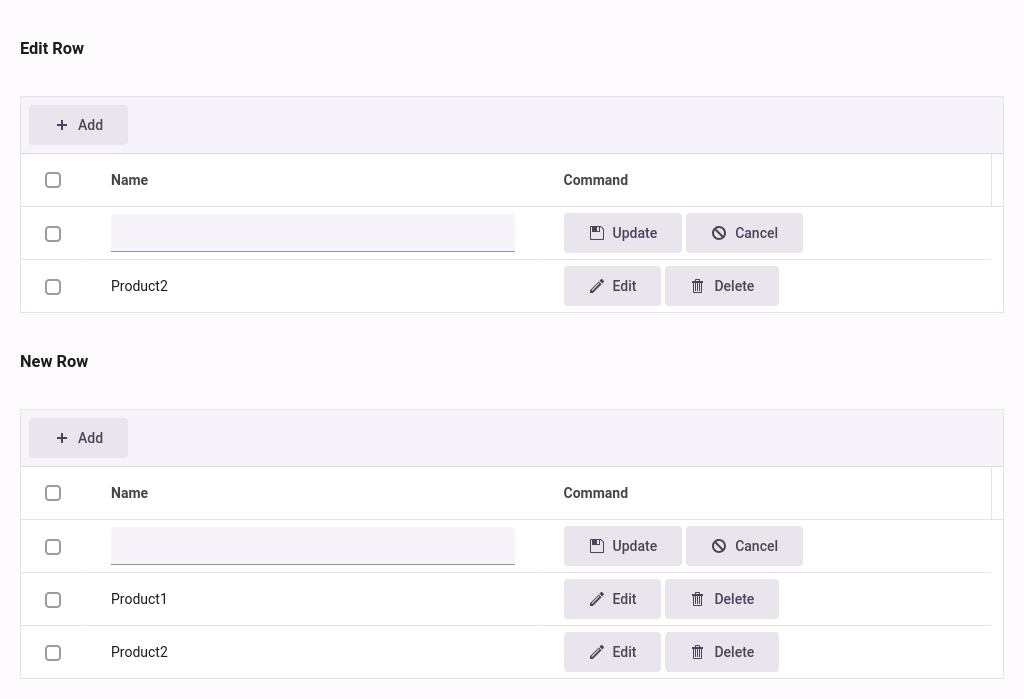 Edit Row
Add
Name Command
Update Cancel
Product2 Edit Delete
New Row
Add
Name Command
Update Cancel
Product1 Edit Delete
Product2 Edit Delete